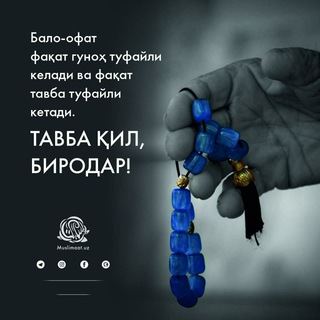 Бало-офат
фақат гуноҳ туфайли
келади ва фақат
тавба туфайли
кетади.
ТАВБА ҚИЛ,
БИРОДАР!
Muslimaat.uz